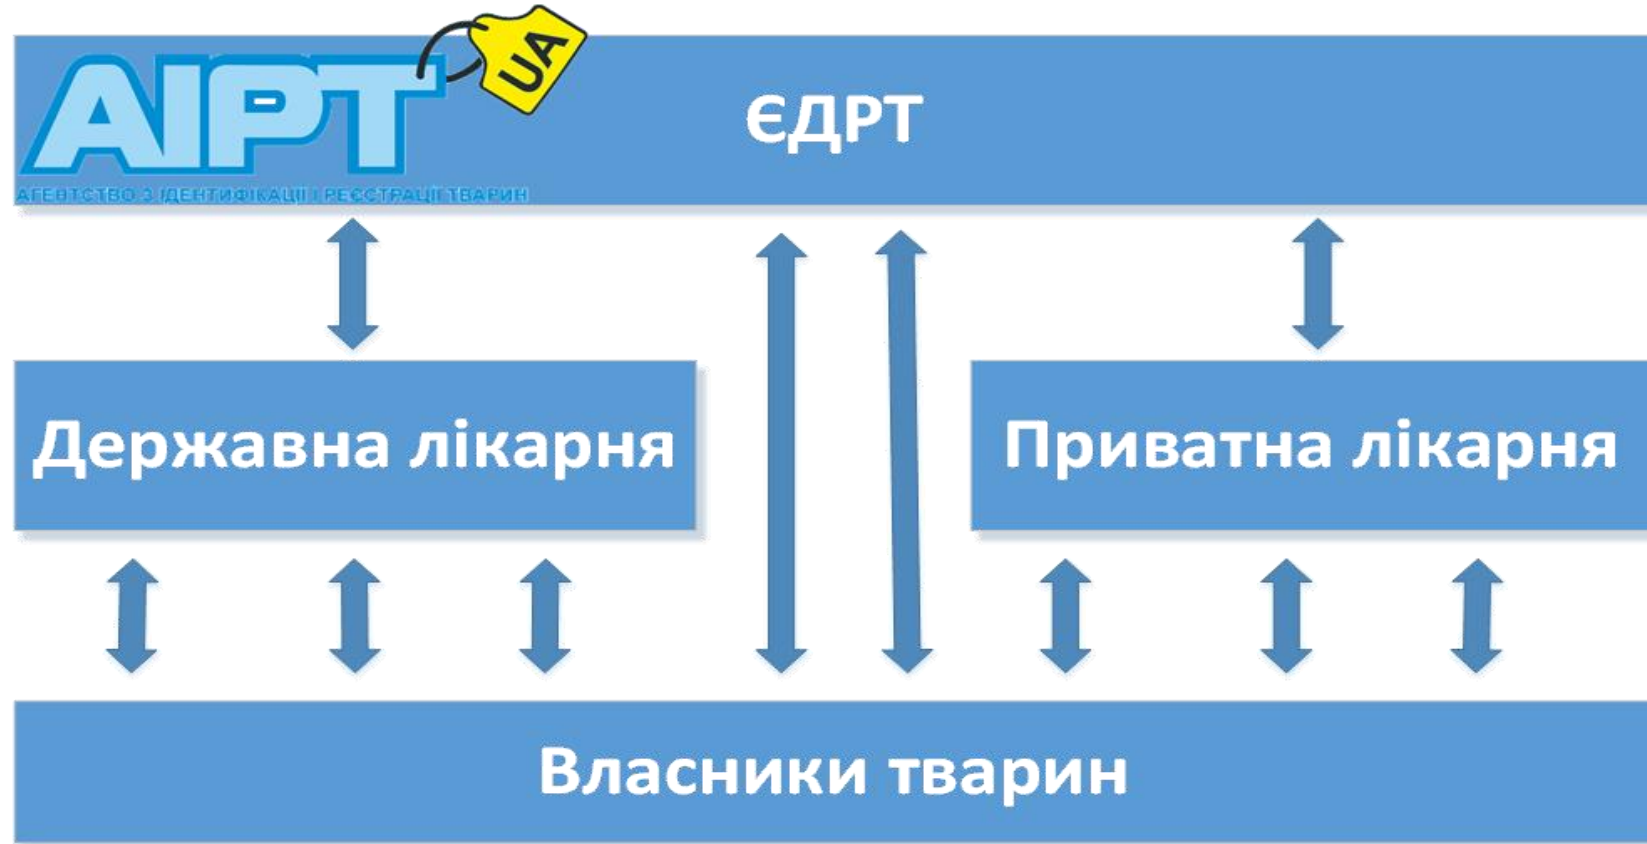 АІРТ
UA
ЄДРТ
АГЕНТСТВО З ІДЕНТИФІКАЦІЇ І РЕЄСТРАЦІЇ ТВАРИН
Державна лікарня
Приватна лікарня
Власники тварин